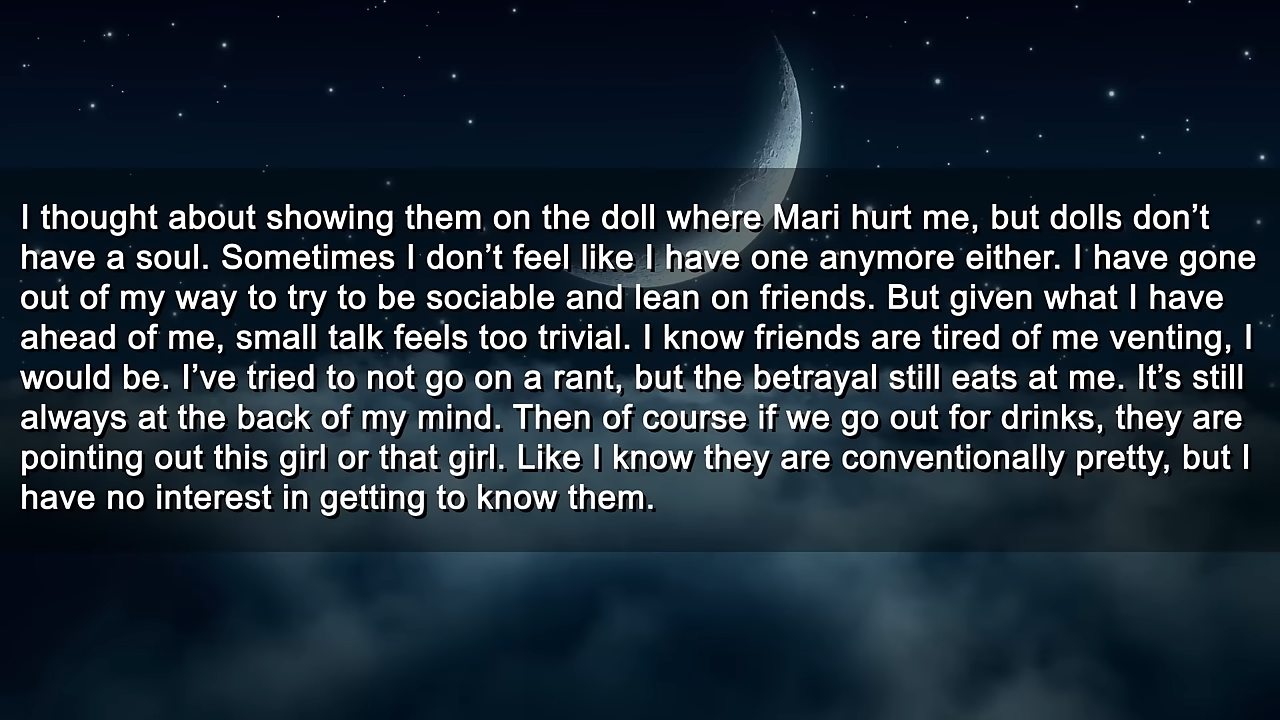 I thought about showing them on the doll where Mari hurt me, but dolls don’t
have a soul. Sometimes I don’t feel like I have one anymore either. I have gone
out of my way to try to be sociable and lean on friends. But given what I have
ahead of me, small talk feels too trivial. I know friends are tired of me venting, I
would be. I’ve tried to not go on a rant, but the betrayal still eats at me. It’s still
always at the back of my mind. Then of course if we go out for drinks, they are
pointing out this girl or that girl. Like I know they are conventionally pretty, but I
have no interest in getting to know them.